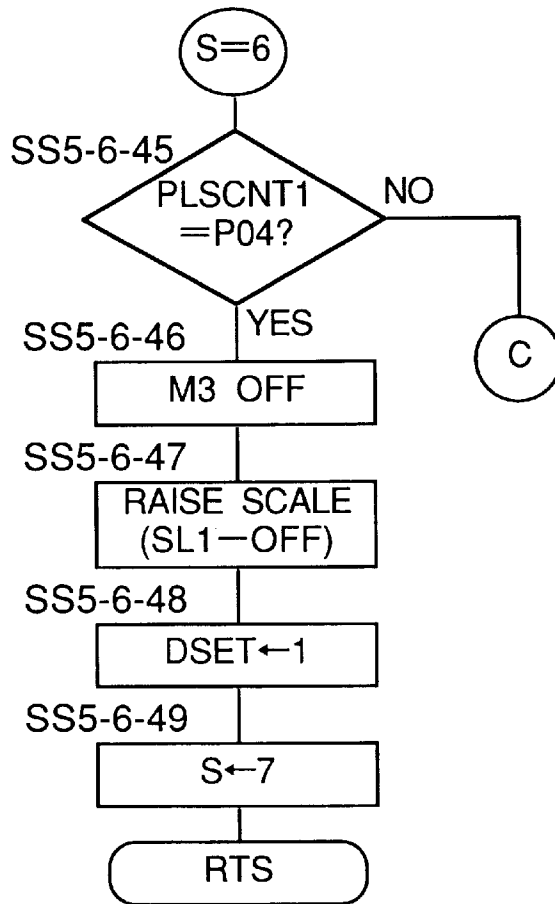 S=6
SS5-6-45
PLSCNT1
=P04?
NO
YES
C
SS5-6-46
M3 OFF
SS5-6-47
RAISE SCALE
(SL1-OFF)
SS5-6-48
DSET←1
SS5-6-49
S←7
RTS